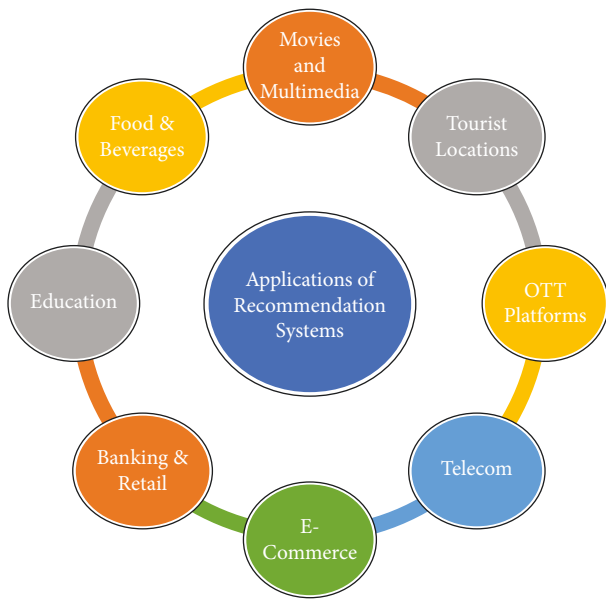 Movies
and
Multimedia
Tourist
Locations
OTT
Platforms
Telecom
E-
Commerce
Banking &
Retail
Education
Food &
Beverages
Applications of
Recommendation
Systems